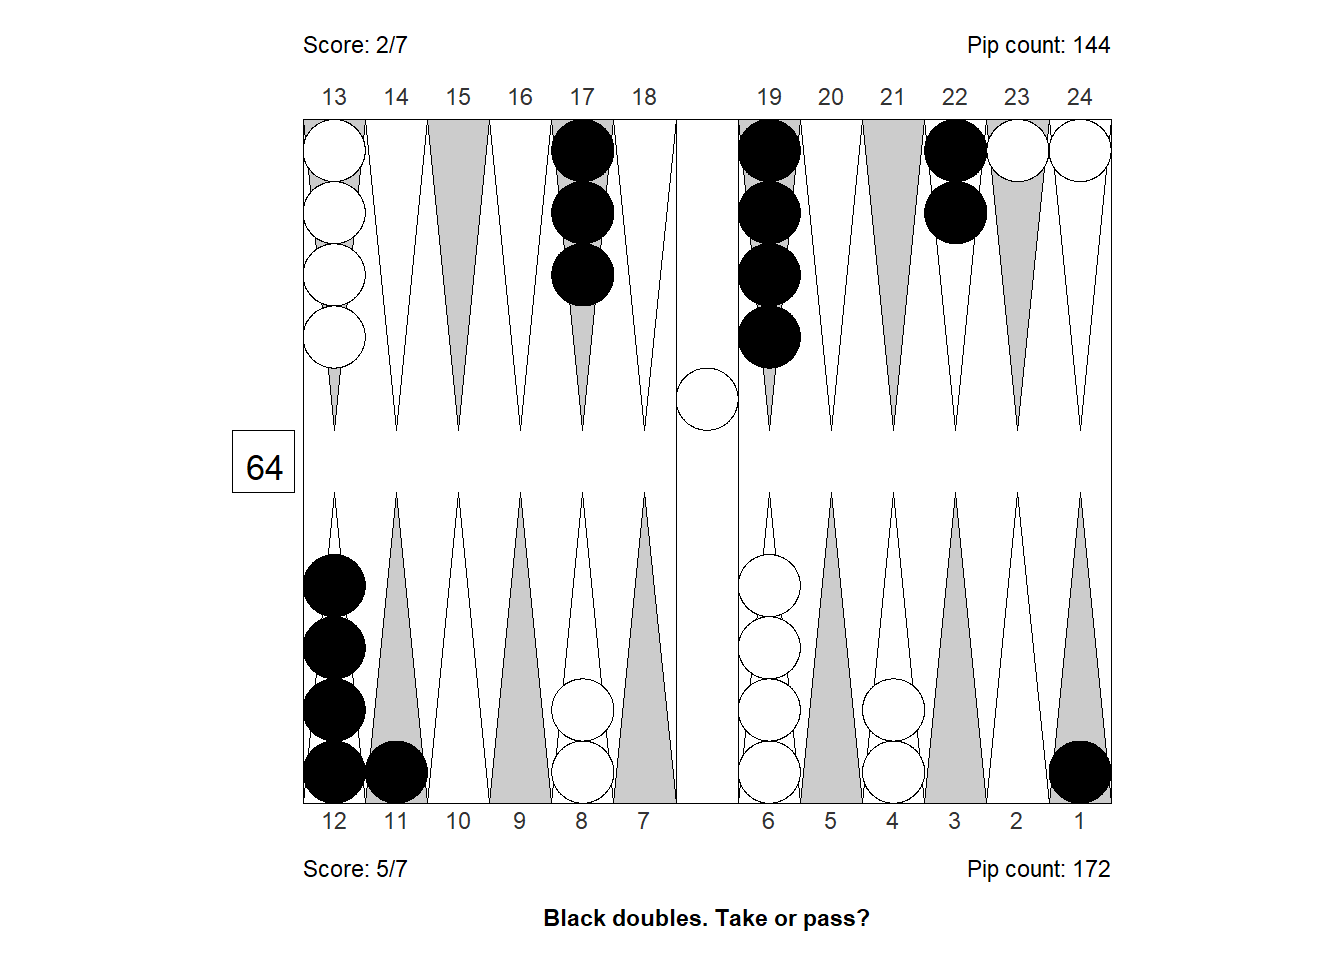 Score: 2/7 Pip count: 144
13 14 15 16 17 18 19 20 21 22 23 24
64
12 11 10 9 8 7 6 5 4 3 2 1
Score: 5/7 Pip count: 172
Black doubles. Take or pass?